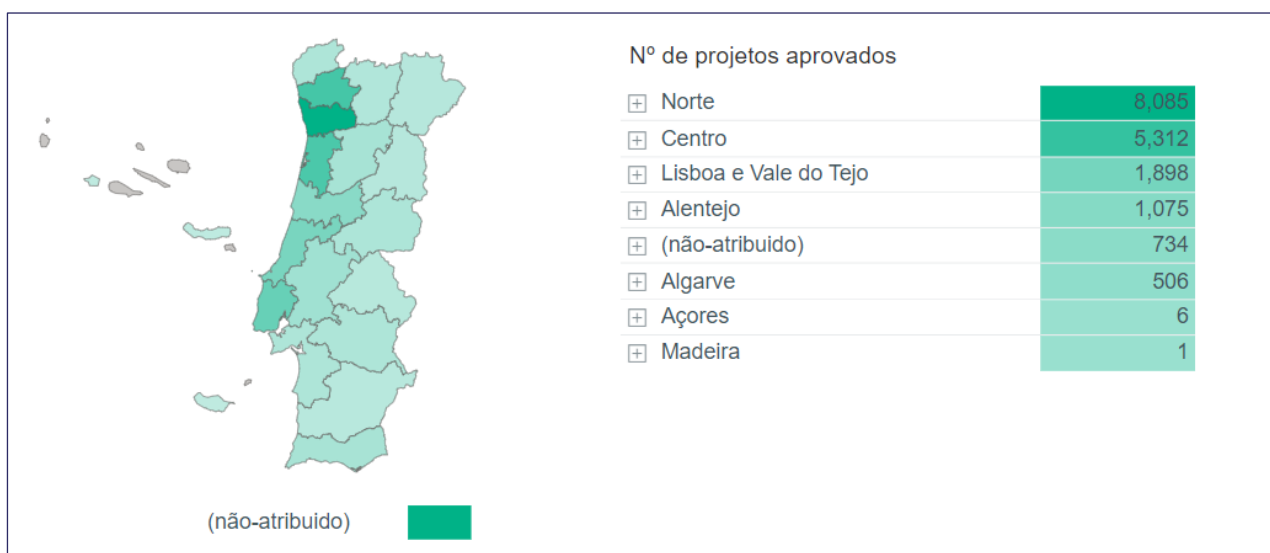 Nº de projetos aprovados
Norte 8,085
Centro 5,312
Lisboa e Vale do Tejo 1,898
Alentejo 1,075
(não-atribuido) 734
Algarve 506
Açores 6
Madeira 1
(não-atribuido)